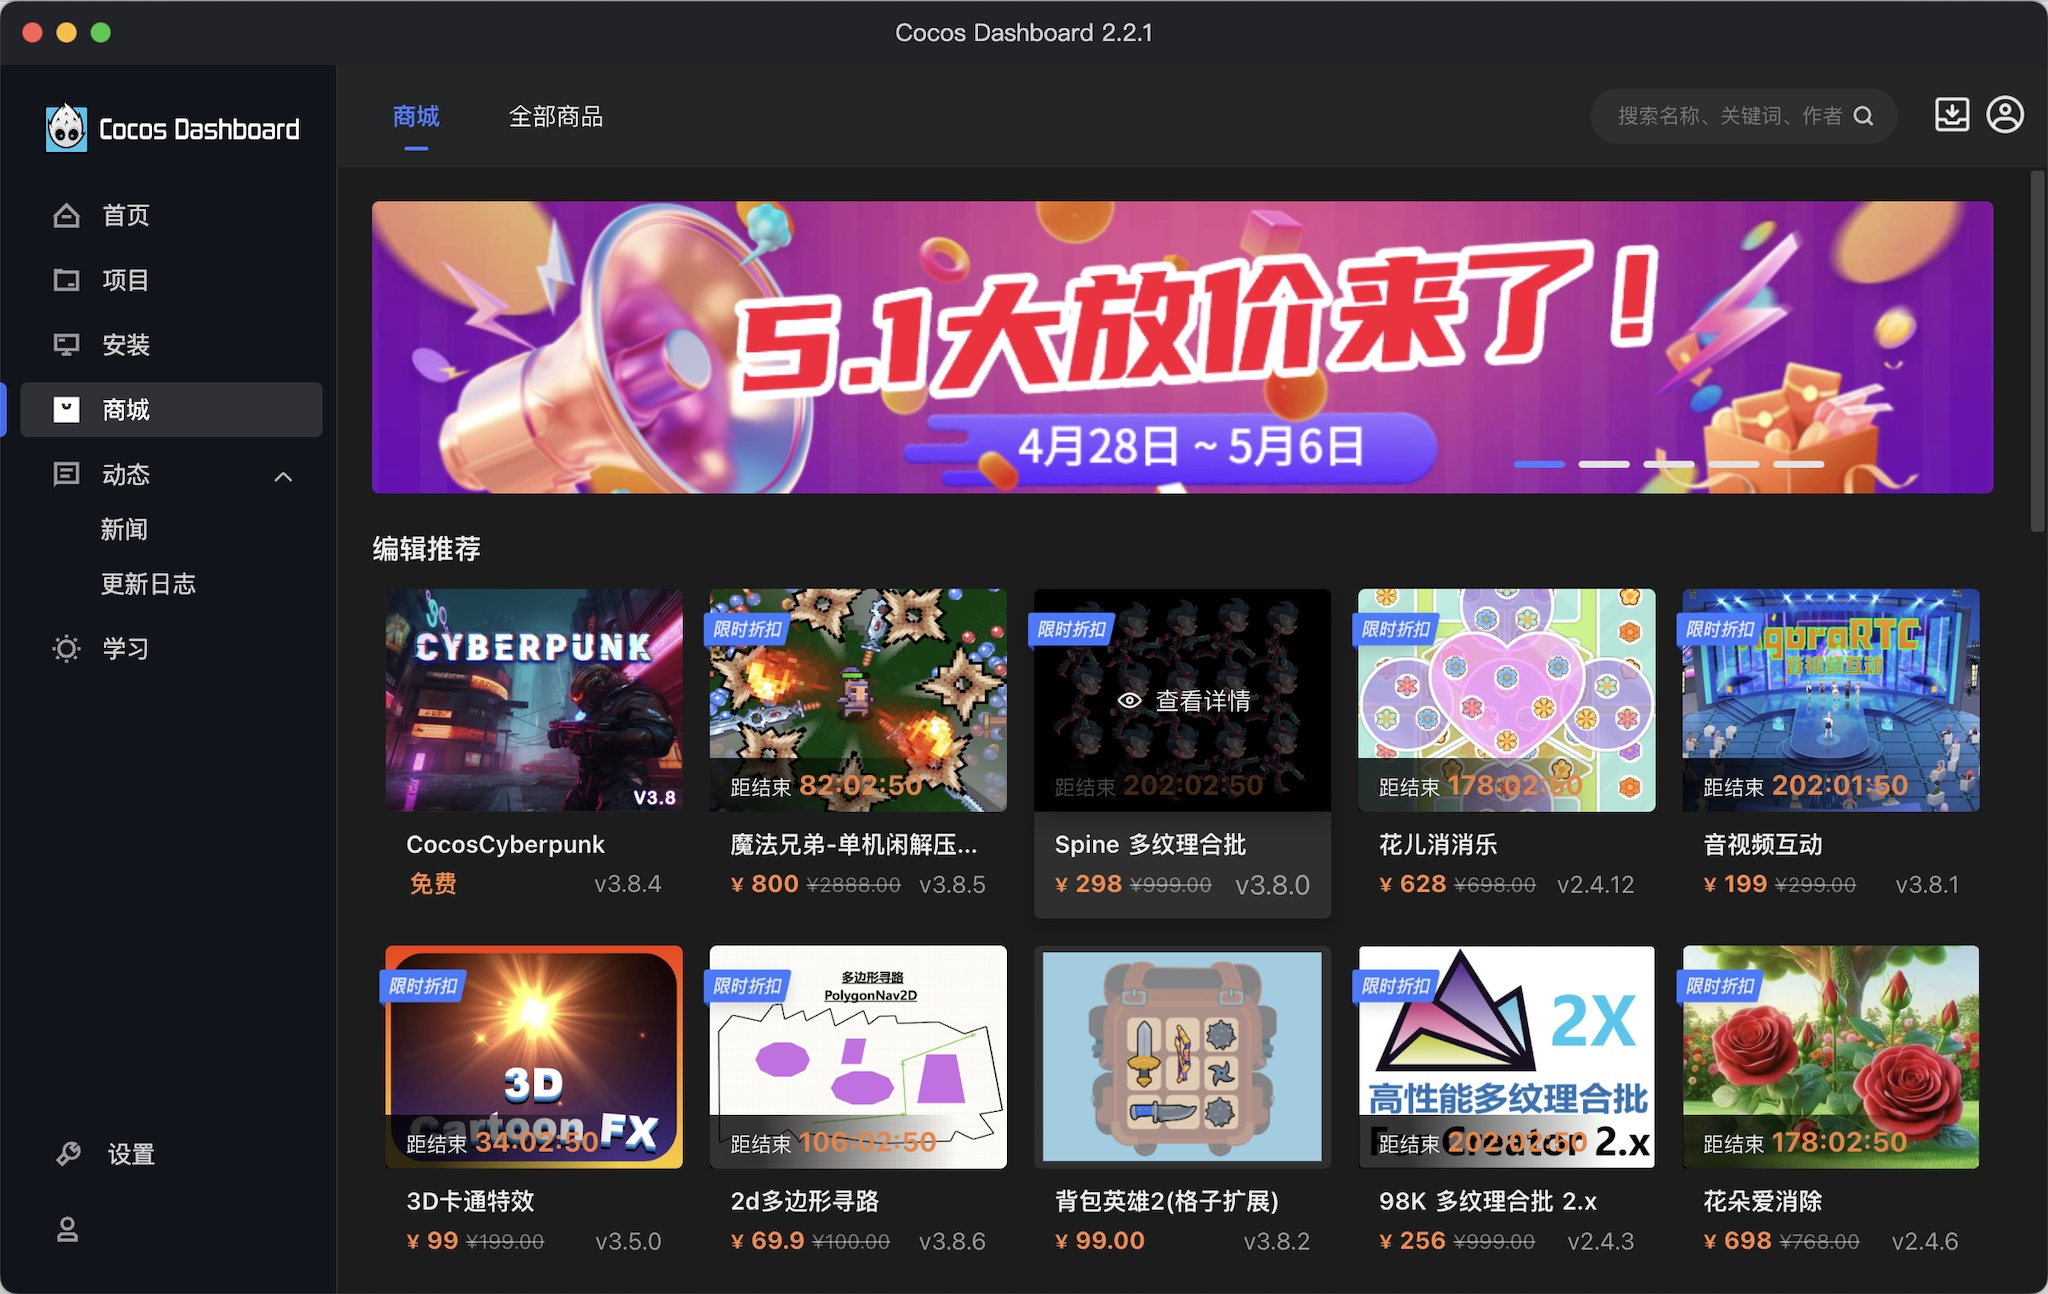 Cocos Dashboard 2.2.1
Cocos Dashboard
首页
项目
安装
商城
动态
新闻
更新日志
学习
设置
商城
全部商品
搜索名称、关键词、作者
5.1大放价来了!
4月28日 ~ 5月6日
编辑推荐
CYBERPUNK
V3.8
CocosCyberpunk
免费
v3.8.4
限时折扣
距结束 82:02:50
魔法兄弟-单机闲解压...
¥ 800 ¥2888.00 v3.8.5
限时折扣
查看详情
距结束 202:02:50
Spine 多纹理合批
¥ 298 ¥999.00 v3.8.0
限时折扣
距结束 178:02:50
花儿消消乐
¥ 628 ¥698.00 v2.4.12
限时折扣
AgoraRTC
音视频互动
距结束 202:01:50
音视频互动
¥ 199 ¥299.00 v3.8.1
限时折扣
3D
Cartoon FX
距结束 34:02:50
3D卡通特效
¥ 99 ¥199.00 v3.5.0
限时折扣
多边形寻路
PolygonNav2D
距结束 106:02:50
2d多边形寻路
¥ 69.9 ¥100.00 v3.8.6
背包英雄2(格子扩展)
¥ 99.00 v3.8.2
限时折扣
2X
高性能多纹理合批
Creator 2.x
距结束 202:02:50
98K 多纹理合批 2.x
¥ 256 ¥999.00 v2.4.3
限时折扣
距结束 178:02:50
花朵爱消除
¥ 698 ¥768.00 v2.4.6